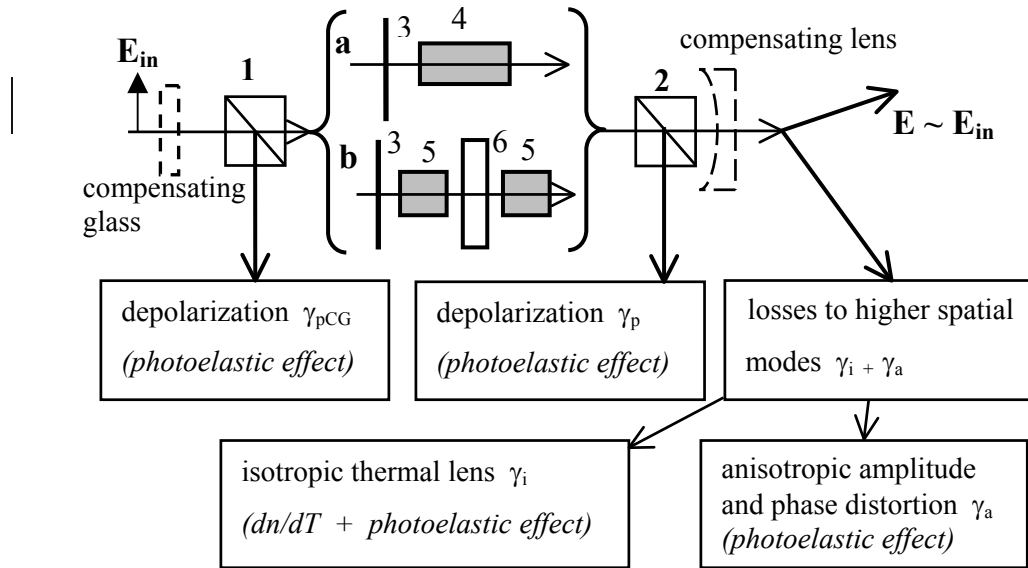 E_in
1
a
3
4
b
3
5
6
5
2
compensating lens
E ~ E_in
compensating
glass
depolarization γ_pCG
(photoelastic effect)
depolarization γ_p
(photoelastic effect)
losses to higher spatial
modes γ_i + γ_a
isotropic thermal lens γ_i
(dn/dT + photoelastic effect)
anisotropic amplitude
and phase distortion γ_a
(photoelastic effect)